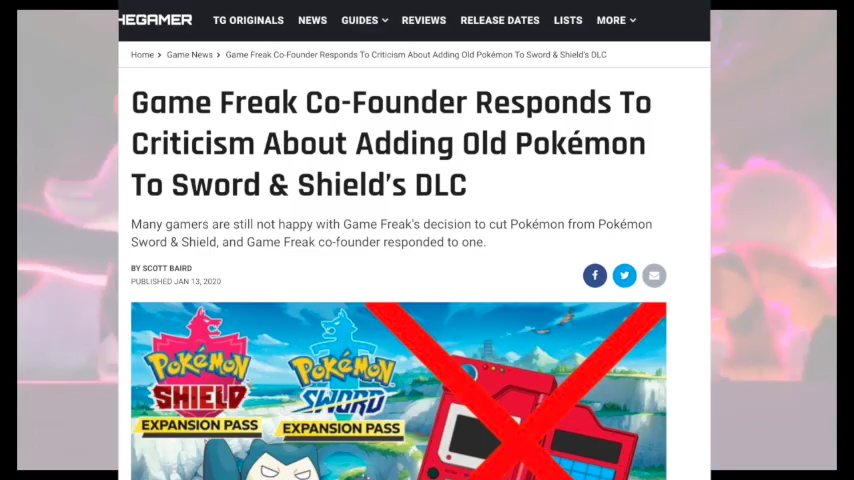 HEGAMER TG ORIGINALS NEWS GUIDES REVIEWS RELEASE DATES LISTS MORE
Home > Game News > Game Freak Co-Founder Responds To Criticism About Adding Old Pokémon To Sword & Shield's DLC
Game Freak Co-Founder Responds To
Criticism About Adding Old Pokémon
To Sword & Shield’s DLC
Many gamers are still not happy with Game Freak's decision to cut Pokémon from Pokémon
Sword & Shield, and Game Freak co-founder responded to one.
BY SCOTT BAIRD
PUBLISHED JAN 13, 2020
POKéMON
SHIELD
EXPANSION PASS
POKéMON
SWORD
EXPANSION PASS